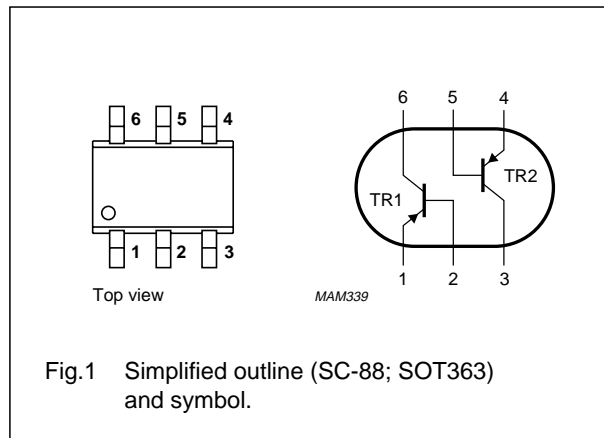 6 5 4
1 2 3
Top view
6 5 4
TR1 TR2
1 2 3
MAM339
Fig.1 Simplified outline (SC-88; SOT363)
and symbol.